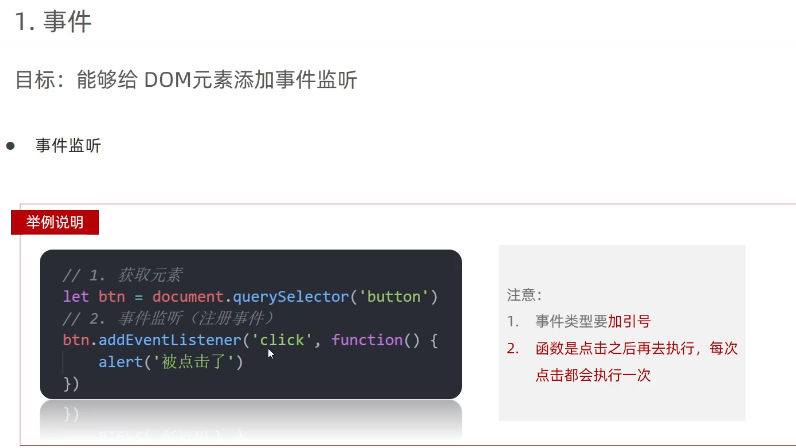 1. 事件
目标：能够给 DOM元素添加事件监听
● 事件监听
举例说明
// 1. 获取元素
let btn = document.querySelector('button')
// 2. 事件监听（注册事件）
btn.addEventListener('click', function() {
alert('被点击了')
})
注意：
1. 事件类型要加引号
2. 函数是点击之后再去执行，每次
点击都会执行一次